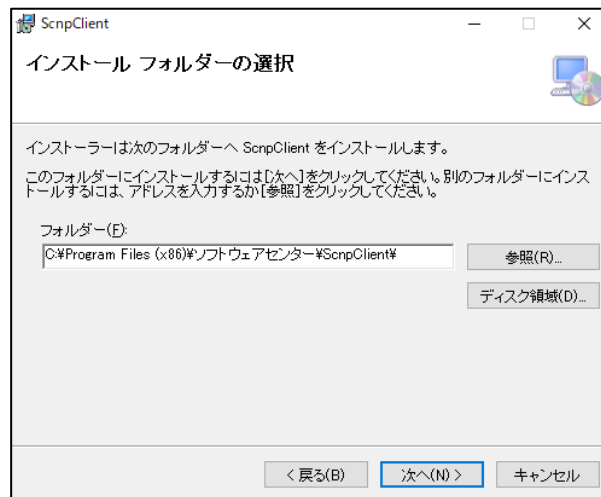 ScnpClient
インストール フォルダーの選択
インストーラーは次のフォルダーへ ScnpClient をインストールします。
このフォルダーにインストールするには[次へ]をクリックしてください。別のフォルダーにインス
トールするには、アドレスを入力するか[参照]をクリックしてください。
フォルダー(F):
C:¥Program Files (x86)¥ソフトウェアセンター¥ScnpClient¥
参照(R)...
ディスク領域(D)...
< 戻る(B)
次へ(N) >
キャンセル